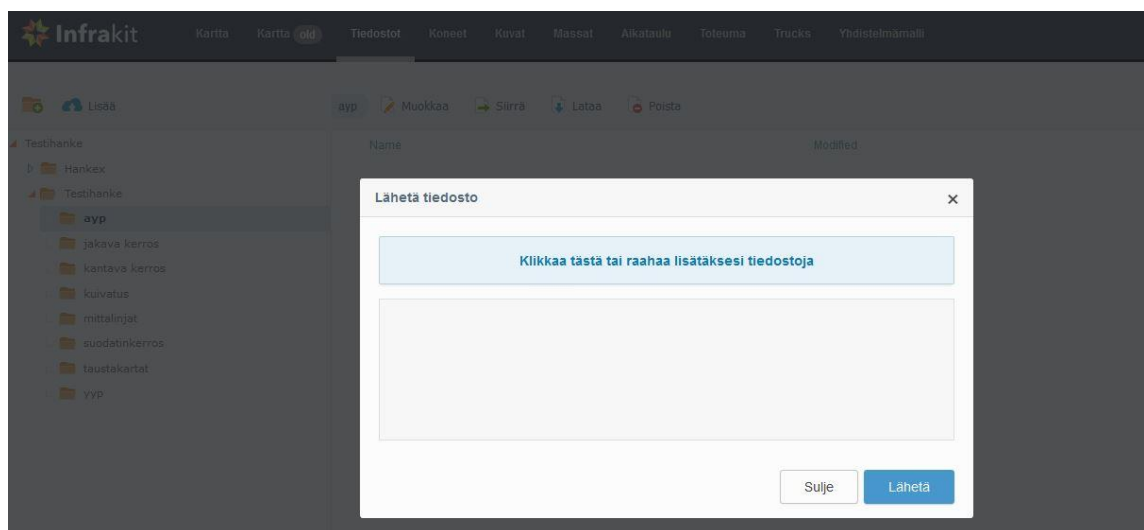 Infrakit Kartta Kartta old Tiedostot Koneet Kuvat Massat Aikataulu Toteuma Trucks Yhdistelmämalli
Lisää ayp Muokkaa Siirrä Lataa Poista
Testihanke Name Modified
Hankex
Testihanke
ayp
jakava kerros
kantava kerros
kuivatus
mittalinjat
suodatinkerros
taustakartat
yyp
Lähetä tiedosto
Klikkaa tästä tai raahaa lisätäksesi tiedostoja
Sulje Lähetä